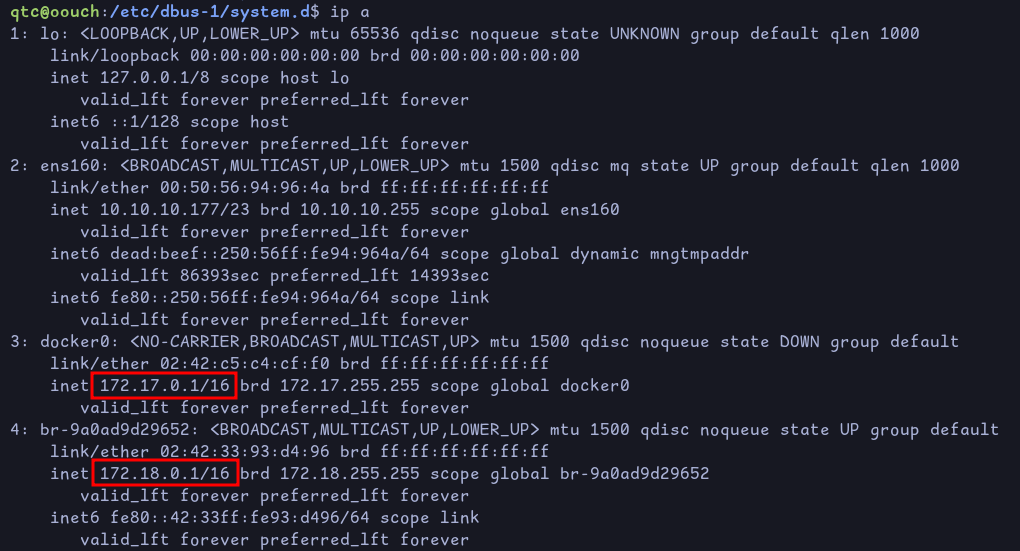 qtc@oouch:/etc/dbus-1/system.d$ ip a
1: lo: <LOOPBACK,UP,LOWER_UP> mtu 65536 qdisc noqueue state UNKNOWN group default qlen 1000
    link/loopback 00:00:00:00:00:00 brd 00:00:00:00:00:00
    inet 127.0.0.1/8 scope host lo
       valid_lft forever preferred_lft forever
    inet6 ::1/128 scope host
       valid_lft forever preferred_lft forever
2: ens160: <BROADCAST,MULTICAST,UP,LOWER_UP> mtu 1500 qdisc mq state UP group default qlen 1000
    link/ether 00:50:56:94:96:4a brd ff:ff:ff:ff:ff:ff
    inet 10.10.10.177/23 brd 10.10.10.255 scope global ens160
       valid_lft forever preferred_lft forever
    inet6 dead:beef::250:56ff:fe94:964a/64 scope global dynamic mngtmpaddr
       valid_lft 86393sec preferred_lft 14393sec
    inet6 fe80::250:56ff:fe94:964a/64 scope link
       valid_lft forever preferred_lft forever
3: docker0: <NO-CARRIER,BROADCAST,MULTICAST,UP> mtu 1500 qdisc noqueue state DOWN group default
    link/ether 02:42:c5:c4:cf:f0 brd ff:ff:ff:ff:ff:ff
    inet 172.17.0.1/16 brd 172.17.255.255 scope global docker0
       valid_lft forever preferred_lft forever
4: br-9a0ad9d29652: <BROADCAST,MULTICAST,UP,LOWER_UP> mtu 1500 qdisc noqueue state UP group default
    link/ether 02:42:33:93:d4:96 brd ff:ff:ff:ff:ff:ff
    inet 172.18.0.1/16 brd 172.18.255.255 scope global br-9a0ad9d29652
       valid_lft forever preferred_lft forever
    inet6 fe80::42:33ff:fe93:d496/64 scope link
       valid_lft forever preferred_lft forever